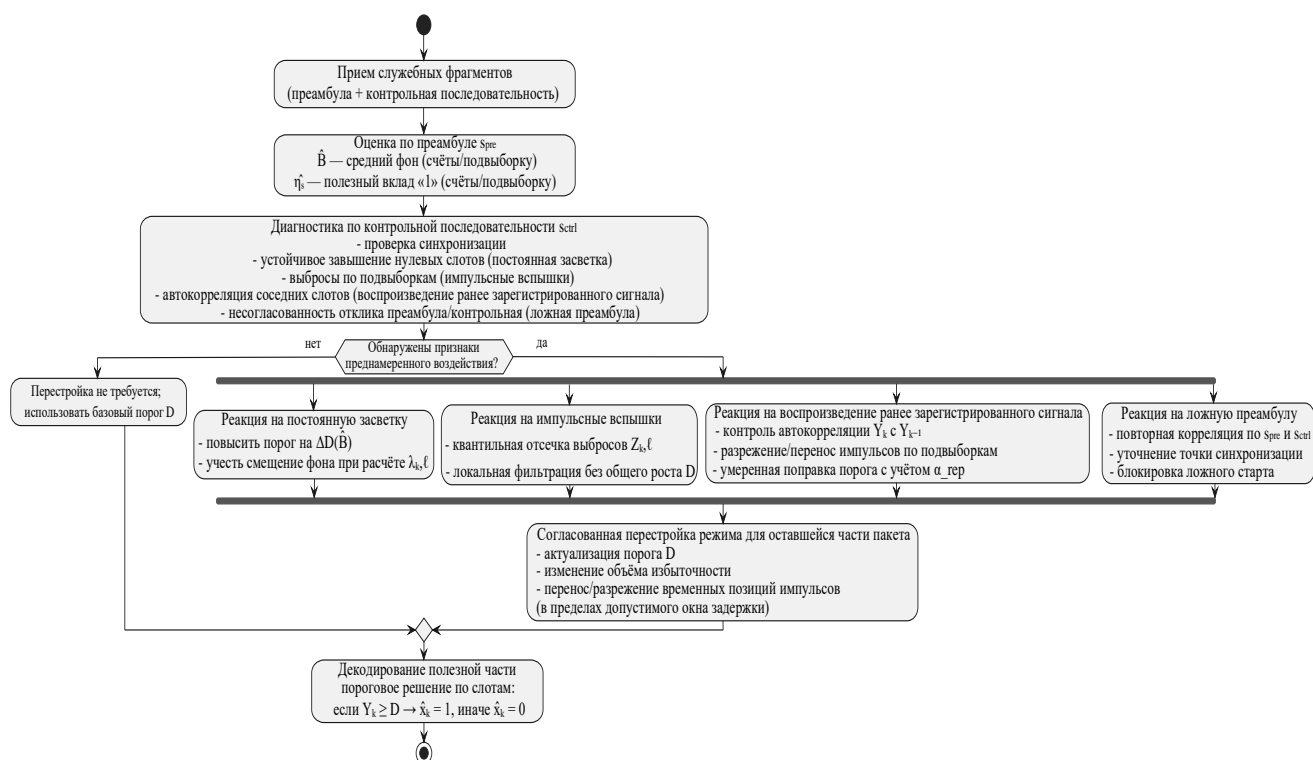 Прием служебных фрагментов
(преамбула + контрольная последовательность)
Оценка по преамбуле sₚᵣₑ
B̂ — средний фон (счёты/подвыборку)
η̂ₛ — полезный вклад «1» (счёты/подвыборку)
Диагностика по контрольной последовательности s_ctrl
- проверка синхронизации
- устойчивое завышение нулевых слотов (постоянная засветка)
- выбросы по подвыборкам (импульсные вспышки)
- автокорреляция соседних слотов (воспроизведение ранее зарегистрированного сигнала)
- несогласованность отклика преамбула/контрольная (ложная преамбула)
нет
Обнаружены признаки
преднамеренного воздействия?
да
Перестройка не требуется;
использовать базовый порог D
Реакция на постоянную засветку
- повысить порог на ΔD(B̂)
- учесть смещение фона при расчёте λₖ,ℓ
Реакция на импульсные вспышки
- квантильная отсечка выбросов Zₖ,ℓ
- локальная фильтрация без общего роста D
Реакция на воспроизведение ранее зарегистрированного сигнала
- контроль автокорреляции Yₖ с Yₖ₋₁
- разрежение/перенос импульсов по подвыборкам
- умеренная поправка порога с учётом α_rep
Реакция на ложную преамбулу
- повторная корреляция по sₚᵣₑ и s_ctrl
- уточнение точки синхронизации
- блокировка ложного старта
Согласованная перестройка режима для оставшейся части пакета
- актуализация порога D
- изменение объёма избыточности
- перенос/разрежение временных позиций импульсов
(в пределах допустимого окна задержки)
Декодирование полезной части
пороговое решение по слотам:
если Yₖ ≥ D → x̂ₖ = 1, иначе x̂ₖ = 0